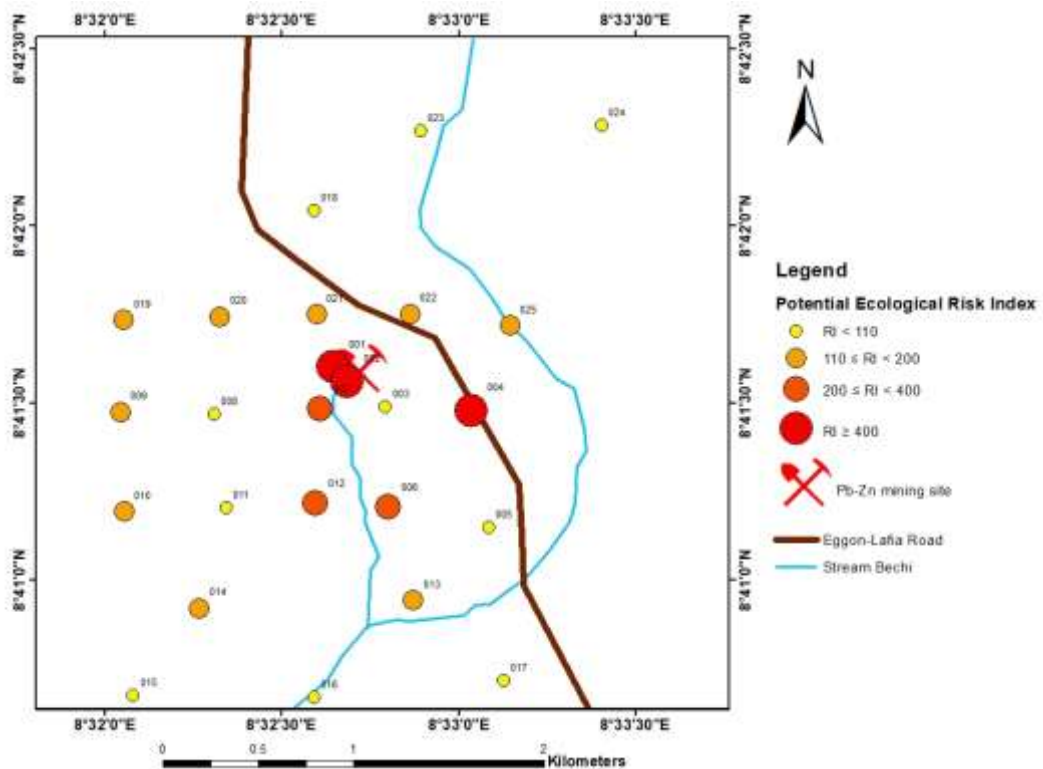 8°32'0"E 8°32'30"E 8°33'0"E 8°33'30"E
8°42'30"N 8°42'30"N
N
024
023
018
8°42'0"N 8°42'0"N
Legend
Potential Ecological Risk Index
RI < 110
110 ≤ RI < 200
200 ≤ RI < 400
RI ≥ 400
Pb-Zn mining site
Eggon-Lafia Road
Stream Bechi
019
020
021
022
025
001
003
004
8°41'30"N 8°41'30"N
009
008
010
011
012
006
005
8°41'0"N 8°41'0"N
014
013
015
016
017
8°32'0"E 8°32'30"E 8°33'0"E 8°33'30"E
0 0.5 1 2
Kilometers